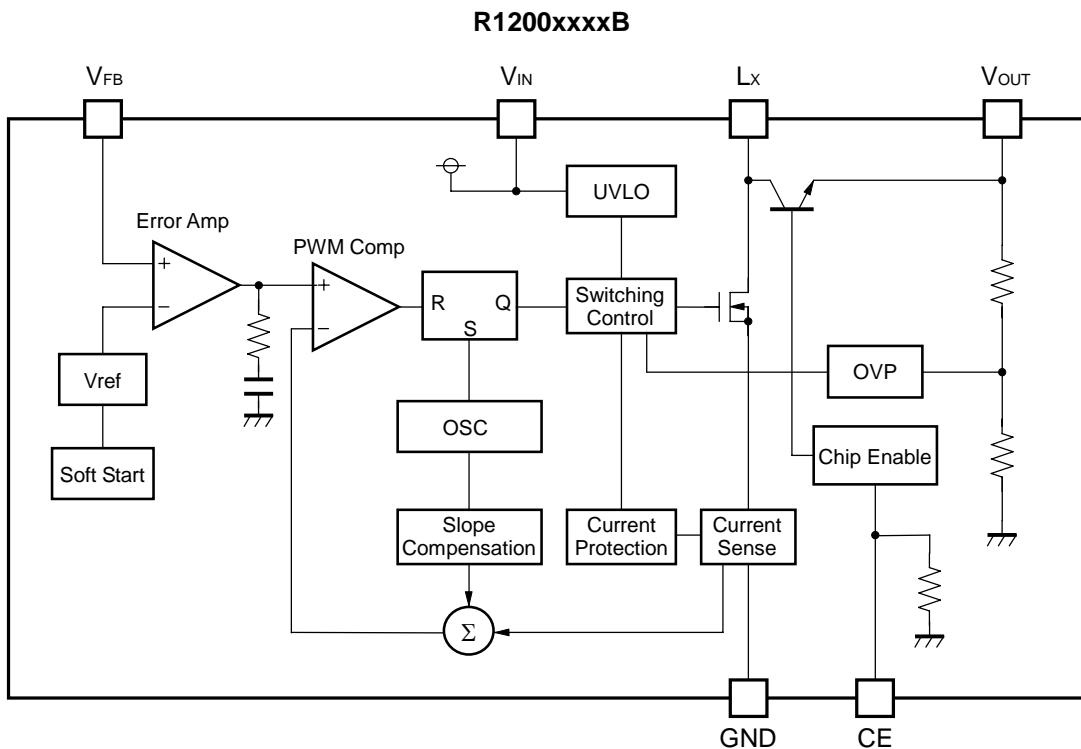 R1200xxxxB
VFB
VIN
LX
VOUT
UVLO
Error Amp
PWM Comp
+
−
+
−
R
Q
S
Switching
Control
Vref
OVP
OSC
Chip Enable
Soft Start
Slope
Compensation
Current
Protection
Current
Sense
Σ
GND
CE